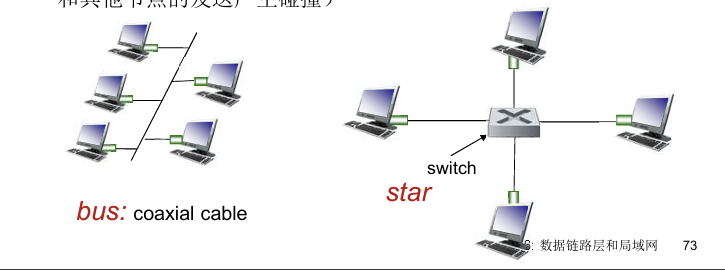 和其他节点的发送产生碰撞）
bus: coaxial cable
switch
star
6: 数据链路层和局域网 73